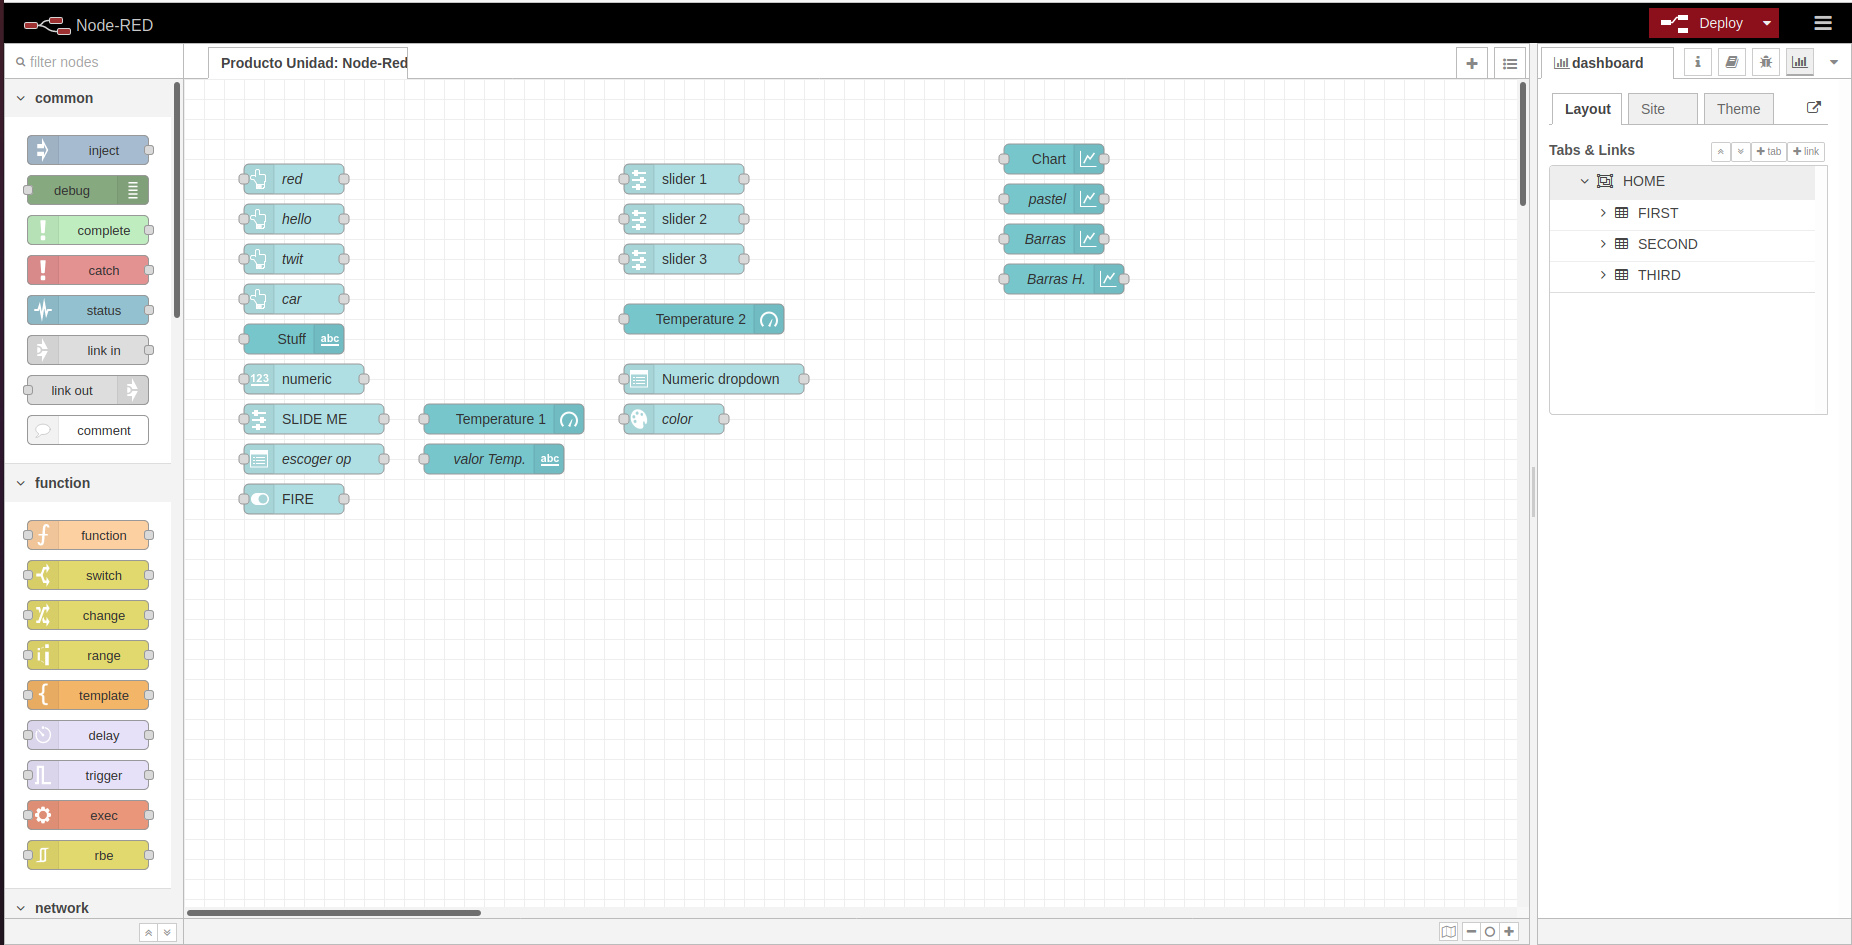 Node-RED
Deploy
filter nodes
Producto Unidad: Node-Red
dashboard
common
inject
debug
complete
catch
status
link in
link out
comment
function
function
switch
change
range
template
delay
trigger
exec
rbe
network
red
hello
twit
car
Stuff
abc
123
numeric
SLIDE ME
escoger op
FIRE
Temperature 1
valor Temp.
abc
slider 1
slider 2
slider 3
Temperature 2
Numeric dropdown
color
Chart
pastel
Barras
Barras H.
Layout
Site
Theme
Tabs & Links
tab
link
HOME
FIRST
SECOND
THIRD